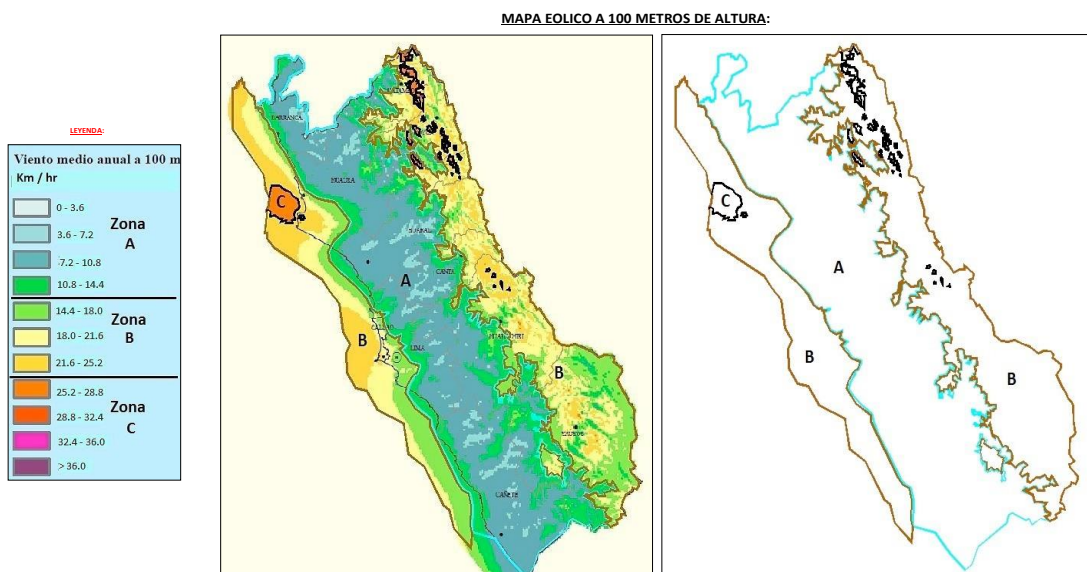 MAPA EOLICO A 100 METROS DE ALTURA:
LEYENDA:
Viento medio anual a 100 m
Km / hr
0 - 3.6
3.6 - 7.2
7.2 - 10.8
10.8 - 14.4
Zona
A
14.4 - 18.0
18.0 - 21.6
21.6 - 25.2
Zona
B
25.2 - 28.8
28.8 - 32.4
32.4 - 36.0
> 36.0
Zona
C
BARRANCA
HUAURA
C
HUARAL
A
CANTA
CALLAO
LIMA
B
B
CAÑETE
C
A
B
B